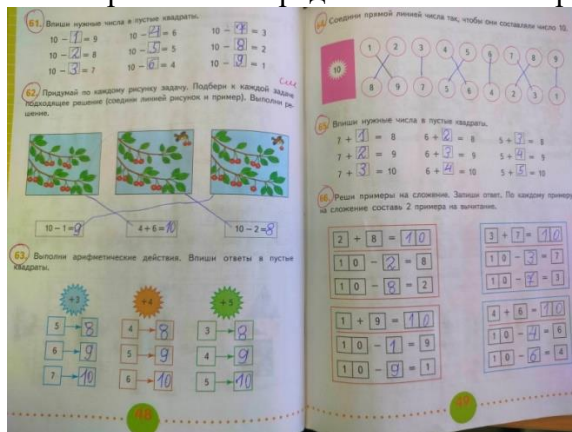 61. Впиши нужные числа в пустые квадраты.
10 - 1 = 9 10 - 4 = 6 10 - 7 = 3
10 - 2 = 8 10 - 5 = 5 10 - 8 = 2
10 - 3 = 7 10 - 6 = 4 10 - 9 = 1
62. Придумай по каждому рисунку задачу. Подбери к каждой задаче
подходящее решение (соедини линией рисунок и пример). Выполни ре-
шение.
10 - 1 = 9 4 + 6 = 10 10 - 2 = 8
63. Выполни арифметические действия. Впиши ответы в пустые
квадраты.
+3 +4 +5
5 → 8 4 → 8 3 → 8
6 → 9 5 → 9 4 → 9
7 → 10 6 → 10 5 → 10
48
64. Соедини прямой линией числа так, чтобы они составляли число 10.
1 2 3 4 5 6 7 8 9
10
8 9 7 5 6 4 2 3 1
65. Впиши нужные числа в пустые квадраты.
7 + 1 = 8 6 + 2 = 8 5 + 3 = 8
7 + 2 = 9 6 + 3 = 9 5 + 4 = 9
7 + 3 = 10 6 + 4 = 10 5 + 5 = 10
66. Реши примеры на сложение. Запиши ответ. По каждому примеру
на сложение составь 2 примера на вычитание.
2 + 8 = 10 3 + 7 = 10
10 - 2 = 8 10 - 3 = 7
10 - 8 = 2 10 - 7 = 3
1 + 9 = 10 4 + 6 = 10
10 - 1 = 9 10 - 4 = 6
10 - 9 = 1 10 - 6 = 4
49